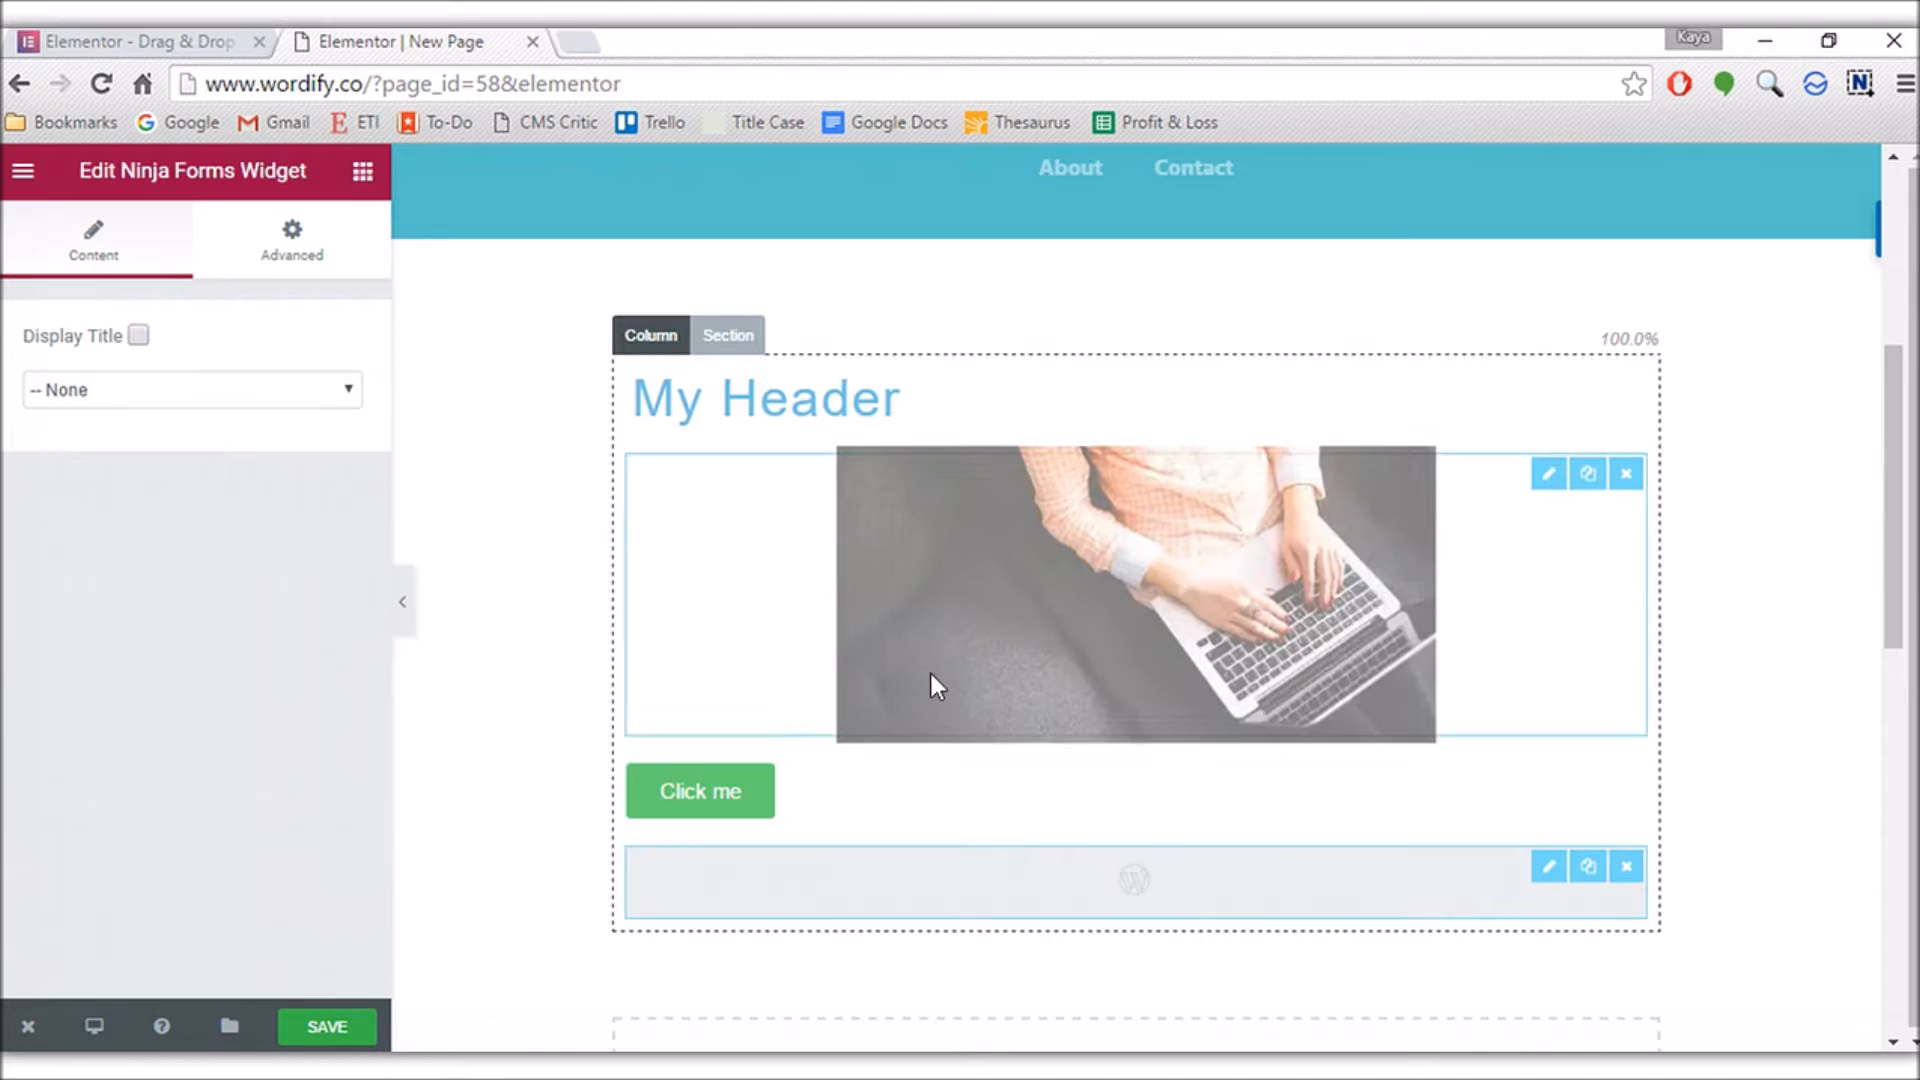 Elementor - Drag & Drop
Elementor | New Page
Kaya
www.wordify.co/?page_id=58&elementor
Bookmarks
Google
Gmail
ETI
To-Do
CMS Critic
Trello
Title Case
Google Docs
Thesaurus
Profit & Loss
Edit Ninja Forms Widget
Content
Advanced
Display Title
-- None
SAVE
About
Contact
Column
Section
100.0%
My Header
Click me